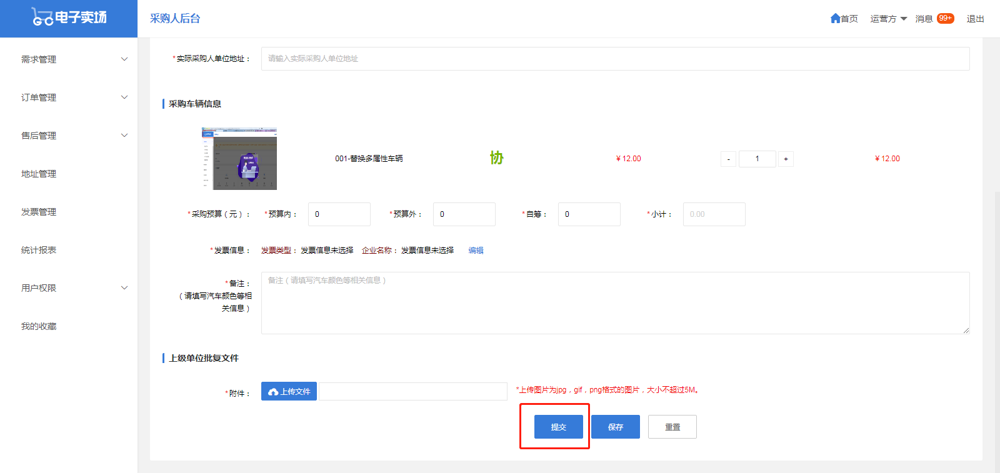 电子卖场
采购人后台
首页 运营方 消息 99+ 退出
需求管理
订单管理
售后管理
地址管理
发票管理
统计报表
用户权限
我的收藏
*实际采购人单位地址： 请输入实际采购人单位地址
采购车辆信息
001-替换多属性车辆 协 ¥ 12.00 - 1 + ¥ 12.00
*采购预算（元）： *预算内： 0 *预算外： 0 *自筹： 0 *小计： 0.00
*发票信息： 发票类型：发票信息未选择 企业名称：发票信息未选择 编辑
*备注： 备注（请填写汽车颜色等相关信息）
（请填写汽车颜色等相
关信息）
上级单位批复文件
*附件： 上传文件 *上传图片为jpg，gif，png格式的图片，大小不超过5M。
提交 保存 重置